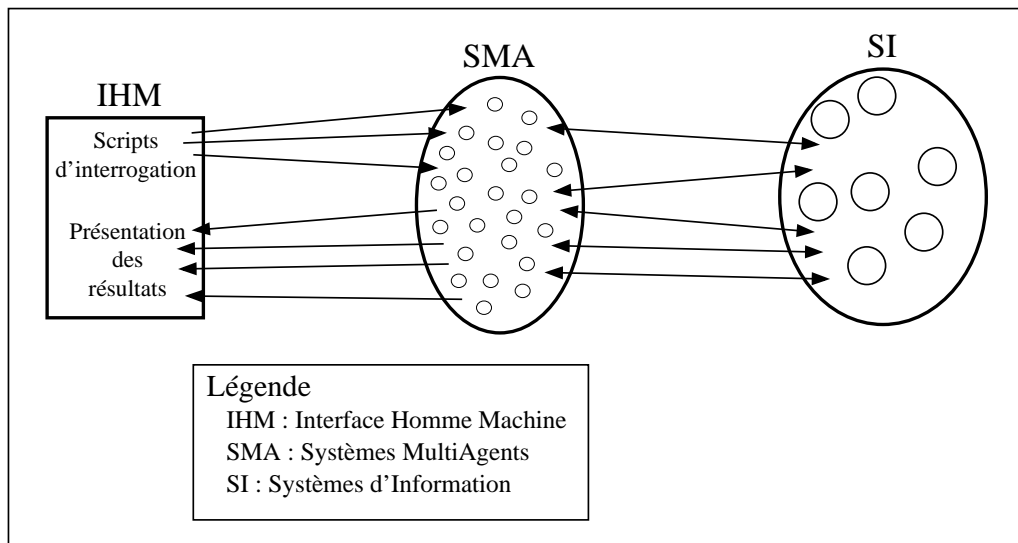 IHM
SMA
SI
Scripts
d’interrogation
Présentation
des
résultats
Légende
IHM : Interface Homme Machine
SMA : Systèmes MultiAgents
SI : Systèmes d’Information